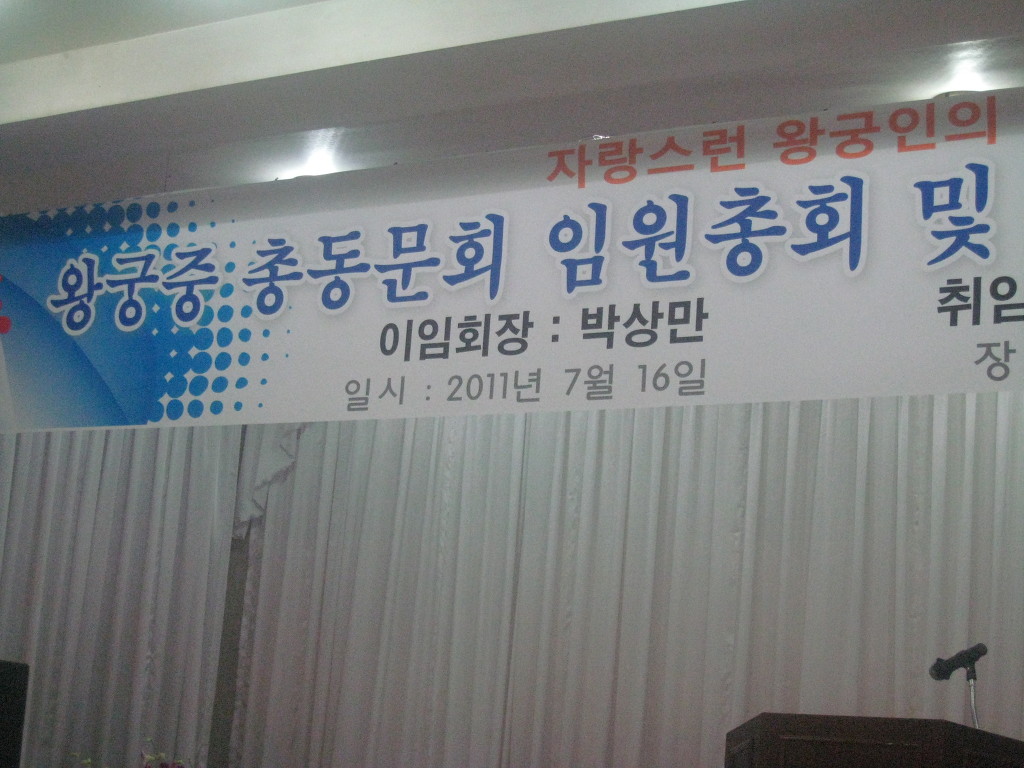 자랑스런 왕궁인의
왕궁중 총동문회 임원총회 및
이임회장 : 박상만 취임
일시 : 2011년 7월 16일 장